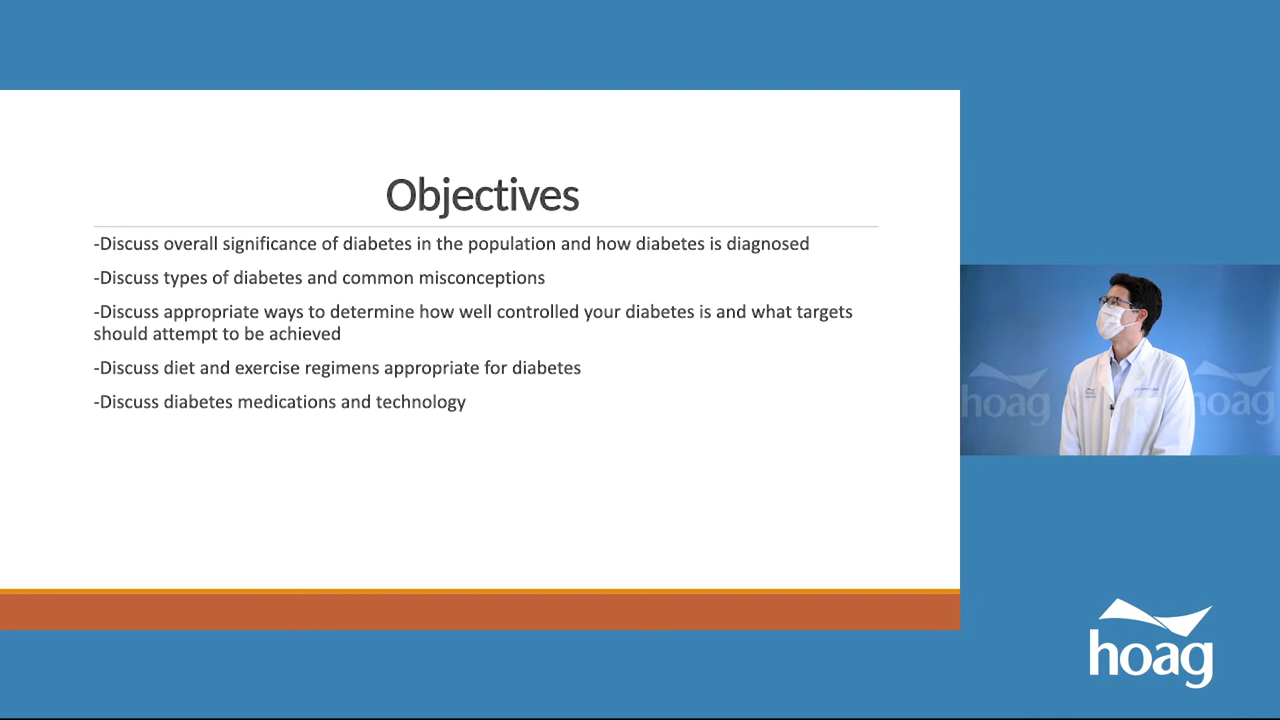 Objectives
-Discuss overall significance of diabetes in the population and how diabetes is diagnosed
-Discuss types of diabetes and common misconceptions
-Discuss appropriate ways to determine how well controlled your diabetes is and what targets
should attempt to be achieved
-Discuss diet and exercise regimens appropriate for diabetes
-Discuss diabetes medications and technology
hoag
hoag
hoag